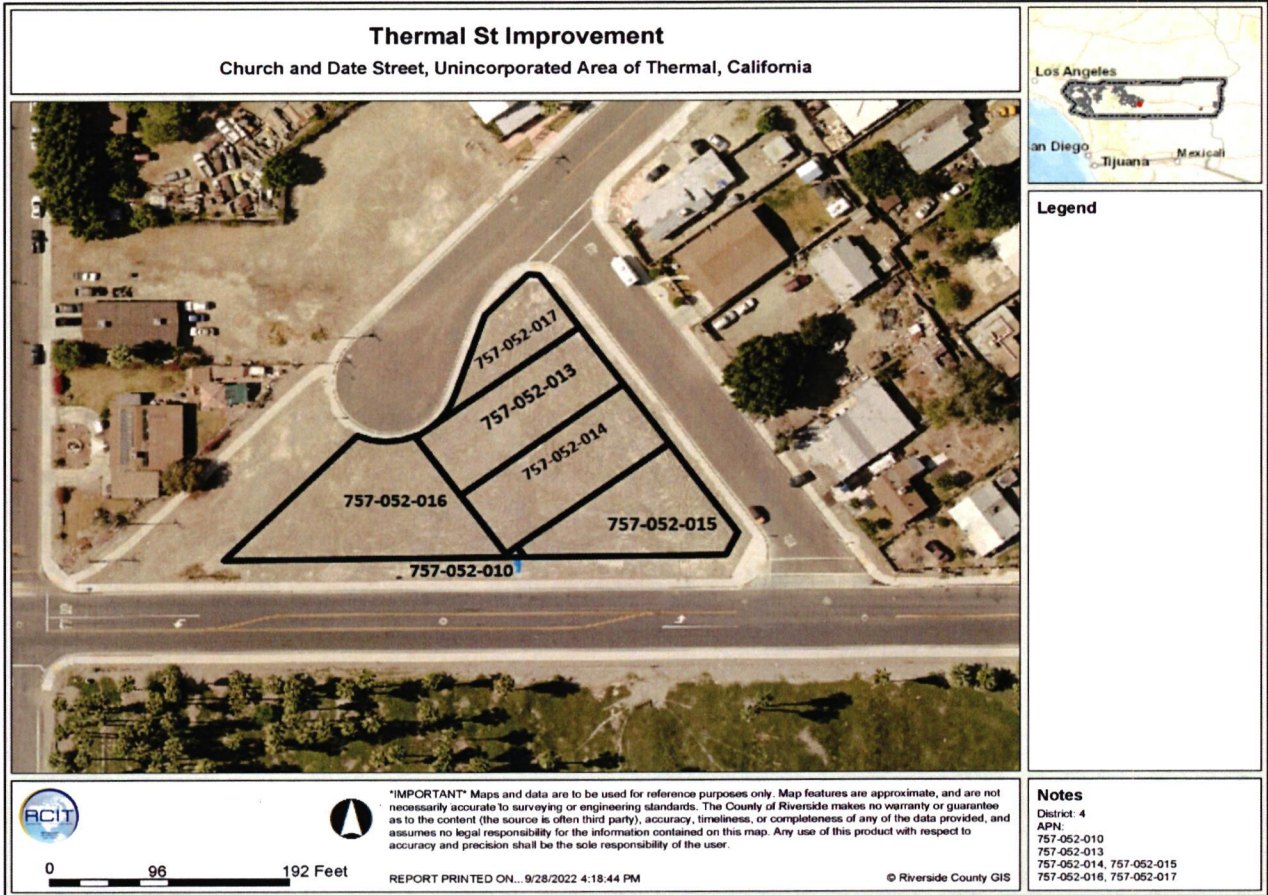 Thermal St Improvement
Church and Date Street, Unincorporated Area of Thermal, California
Los Angeles
an Diego
Tijuana
Mexicali
Legend
757-052-017
757-052-013
757-052-014
757-052-016
757-052-015
757-052-010
RCIT
0 96 192 Feet
*IMPORTANT* Maps and data are to be used for reference purposes only. Map features are approximate, and are not
necessarily accurate to surveying or engineering standards. The County of Riverside makes no warranty or guarantee
as to the content (the source is often third party), accuracy, timeliness, or completeness of any of the data provided, and
assumes no legal responsibility for the information contained on this map. Any use of this product with respect to
accuracy and precision shall be the sole responsibility of the user.
REPORT PRINTED ON... 9/28/2022 4:18:44 PM
© Riverside County GIS
Notes
District: 4
APN:
757-052-010
757-052-013
757-052-014, 757-052-015
757-052-016, 757-052-017